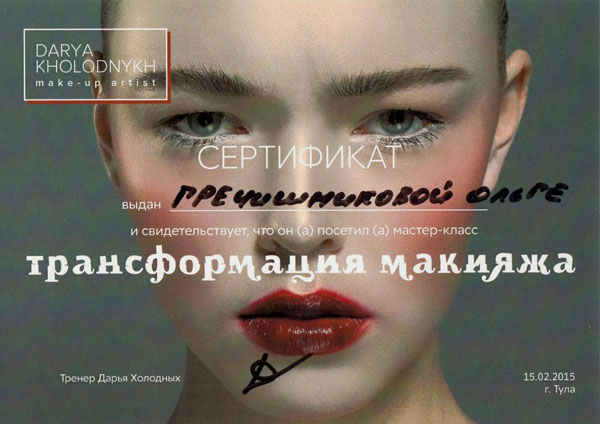 DARYA
KHOLODNYKH
make-up artist
СЕРТИФИКАТ
выдан ГРЕЧИШНИКОВОЙ ОЛЬГЕ
и свидетельствует, что он (а) посетил (а) мастер-класс
трансформация макияжа
Тренер Дарья Холодных
15.02.2015
г. Тула